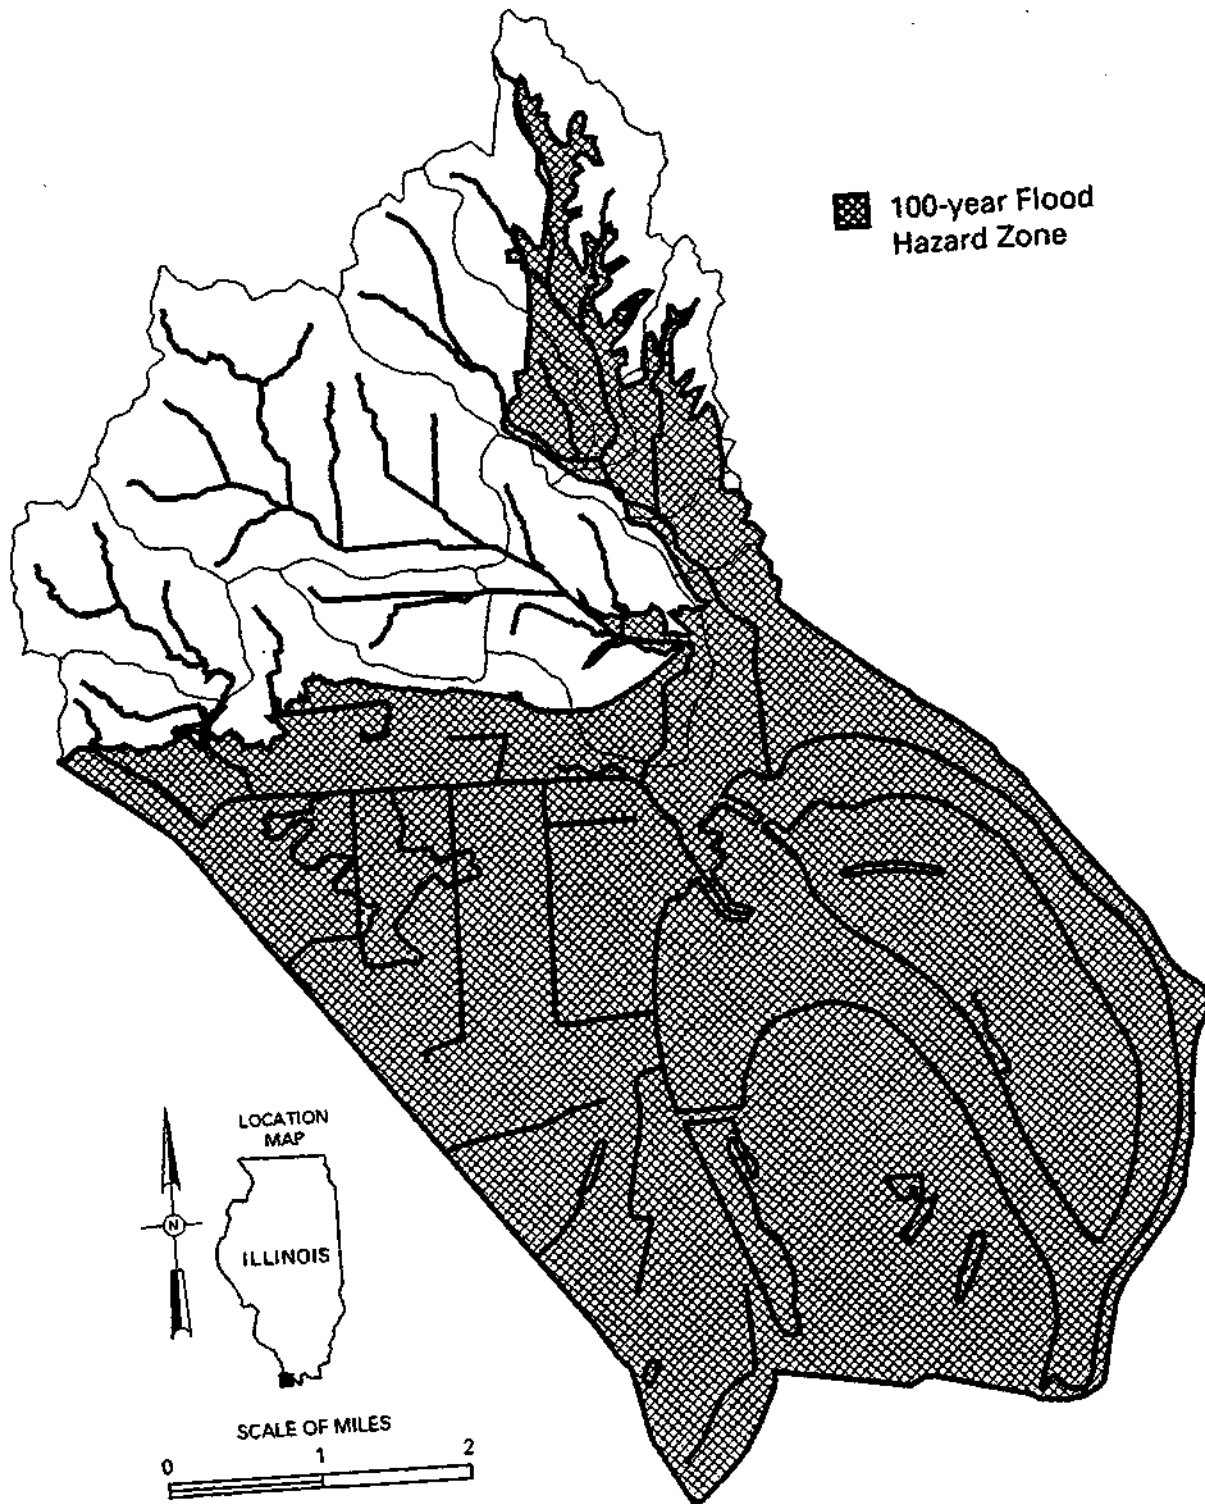 100-year Flood
Hazard Zone
LOCATION
MAP
N
ILLINOIS
SCALE OF MILES
0 1 2